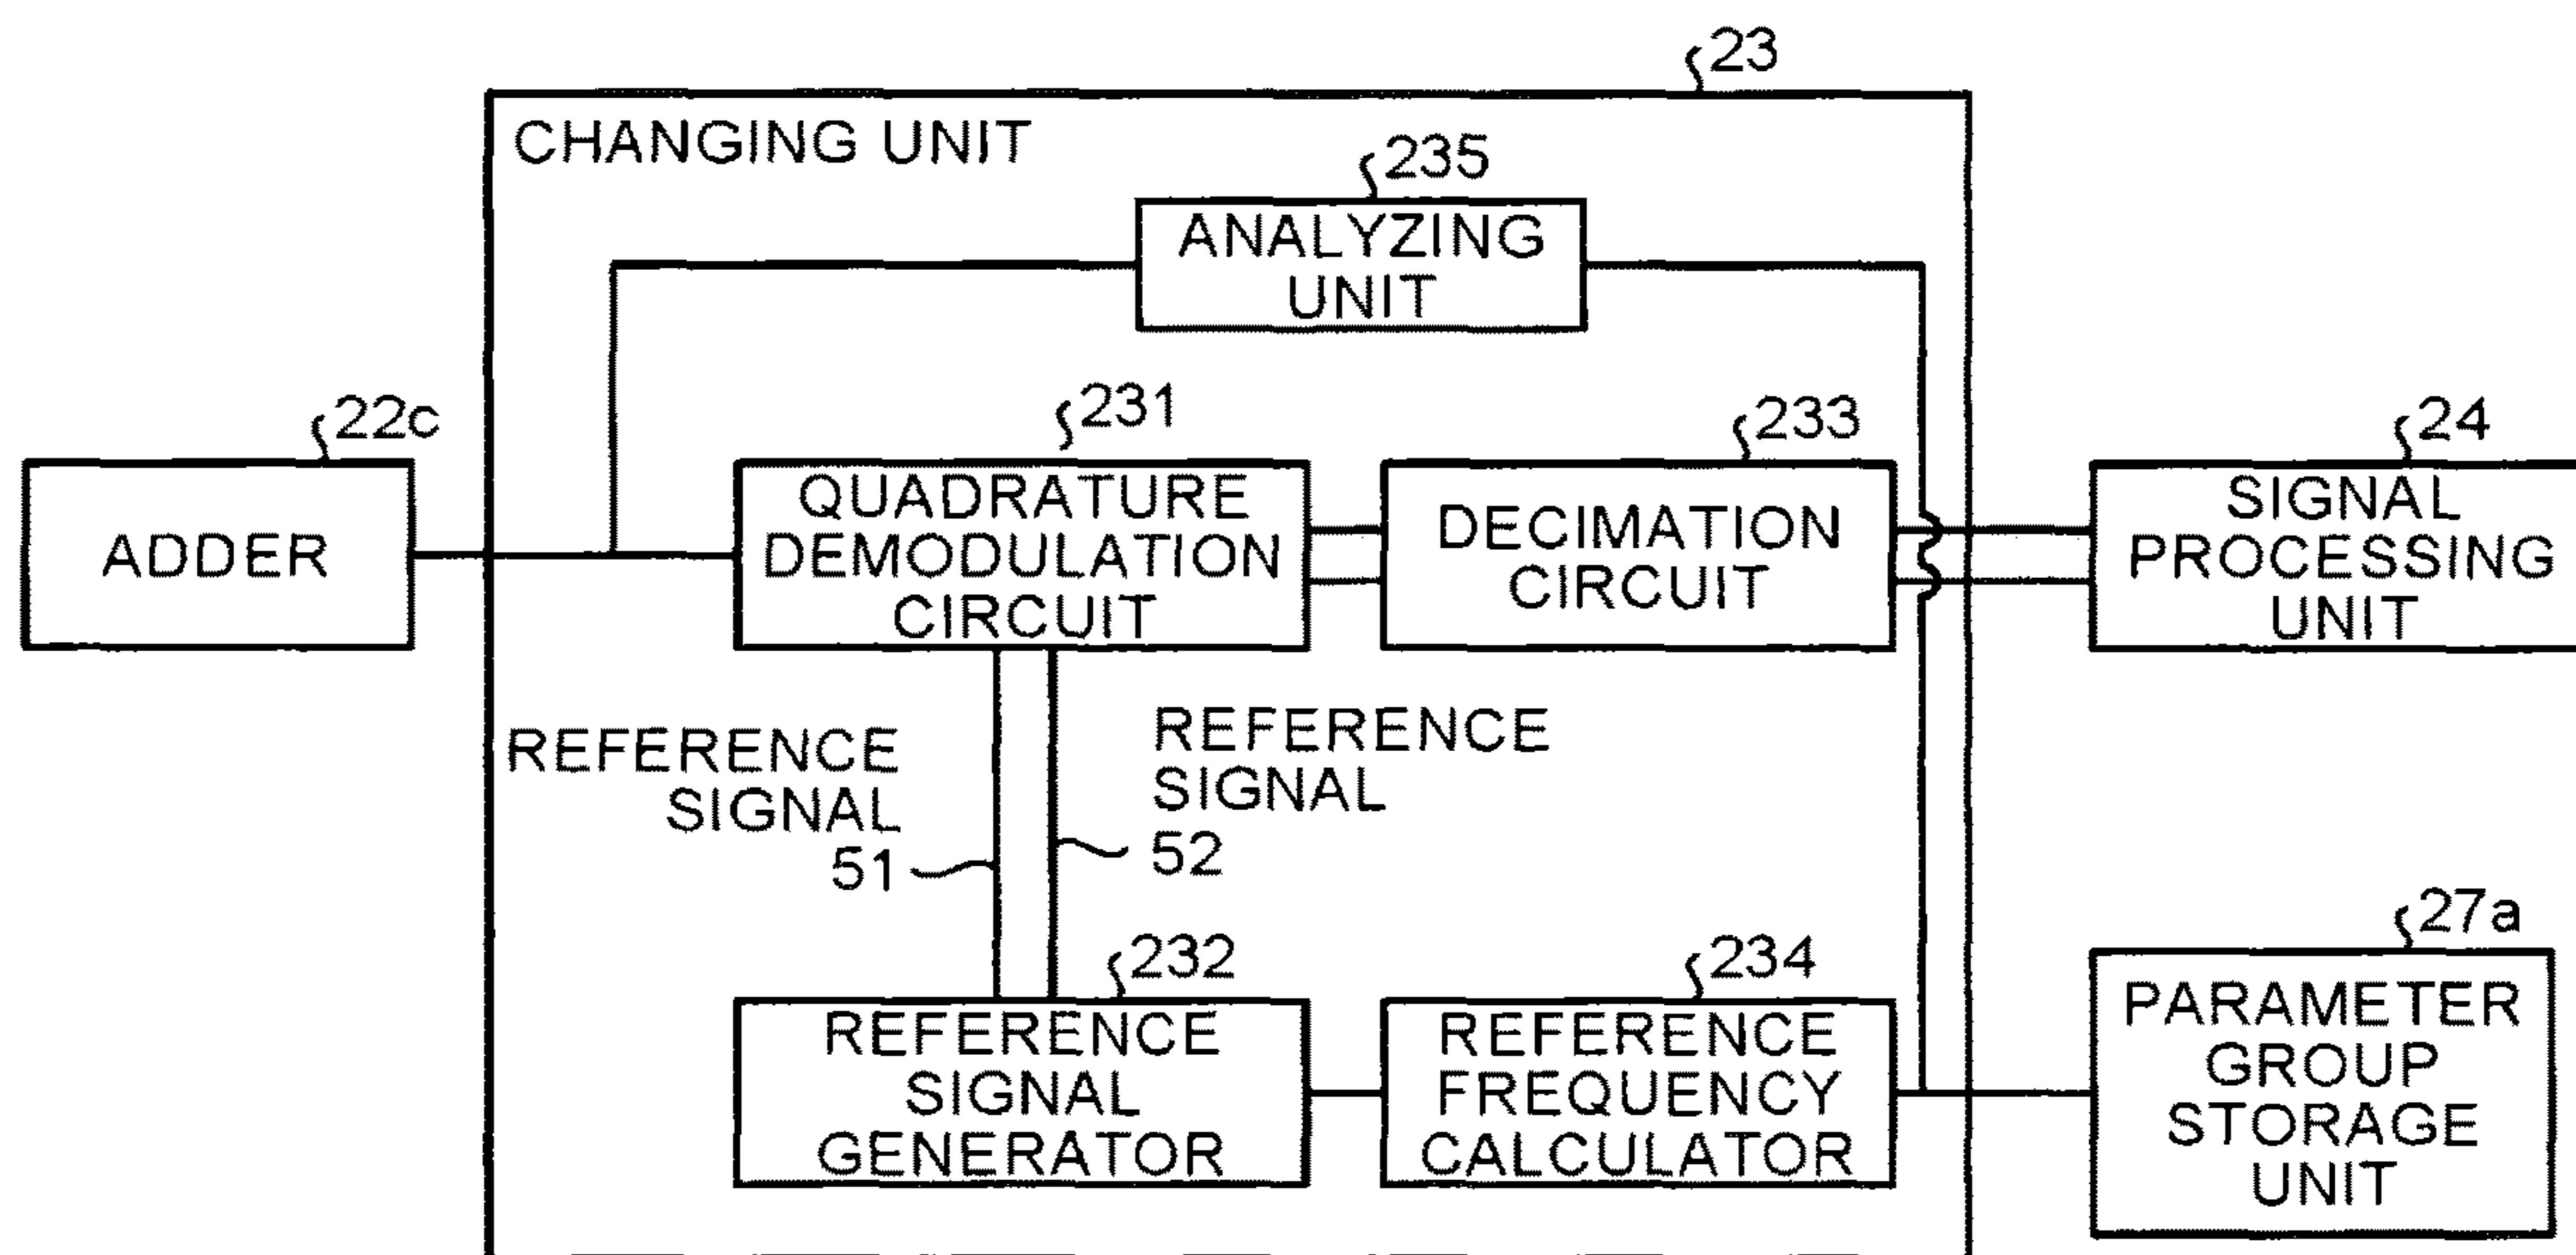 23
CHANGING UNIT
235
ANALYZING
UNIT
22c
ADDER
231
QUADRATURE
DEMODULATION
CIRCUIT
233
DECIMATION
CIRCUIT
24
SIGNAL
PROCESSING
UNIT
REFERENCE
SIGNAL
51
REFERENCE
SIGNAL
52
232
REFERENCE
SIGNAL
GENERATOR
234
REFERENCE
FREQUENCY
CALCULATOR
27a
PARAMETER
GROUP
STORAGE
UNIT